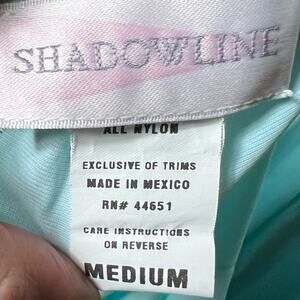 SHADOWLINE
ALL NYLON
EXCLUSIVE OF TRIMS
MADE IN MEXICO
RN# 44651
CARE INSTRUCTIONS
ON REVERSE
MEDIUM